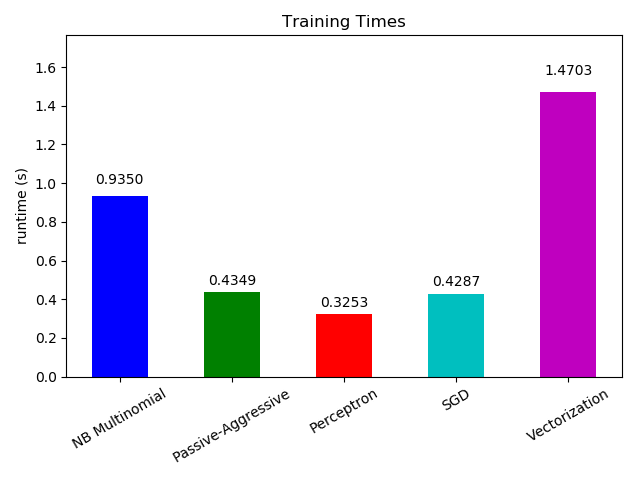 Training Times
runtime (s)
1.6
1.4
1.2
1.0
0.8
0.6
0.4
0.2
0.0
0.9350
0.4349
0.3253
0.4287
1.4703
NB Multinomial
Passive-Aggressive
Perceptron
SGD
Vectorization